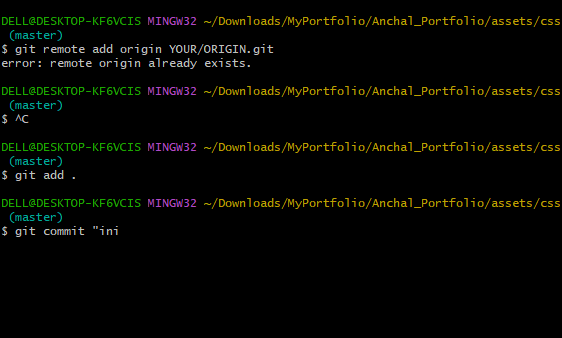 DELL@DESKTOP-KF6VCIS MINGW32 ~/Downloads/MyPortfolio/Anchal_Portfolio/assets/css
(master)
$ git remote add origin YOUR/ORIGIN.git
error: remote origin already exists.
DELL@DESKTOP-KF6VCIS MINGW32 ~/Downloads/MyPortfolio/Anchal_Portfolio/assets/css
(master)
$ ^C
DELL@DESKTOP-KF6VCIS MINGW32 ~/Downloads/MyPortfolio/Anchal_Portfolio/assets/css
(master)
$ git add .
DELL@DESKTOP-KF6VCIS MINGW32 ~/Downloads/MyPortfolio/Anchal_Portfolio/assets/css
(master)
$ git commit "ini